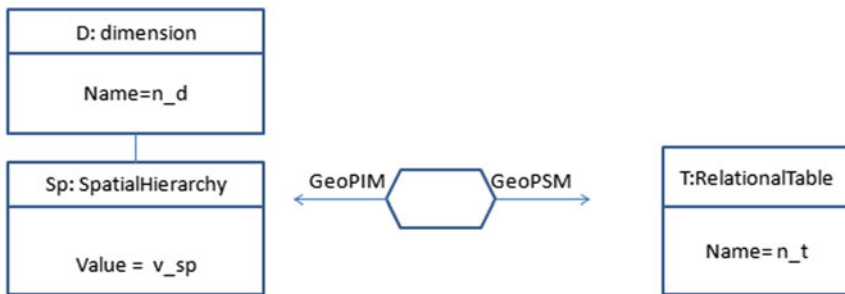 D: dimension
Name=n_d
Sp: SpatialHierarchy
Value = v_sp
GeoPIM
GeoPSM
T:RelationalTable
Name= n_t